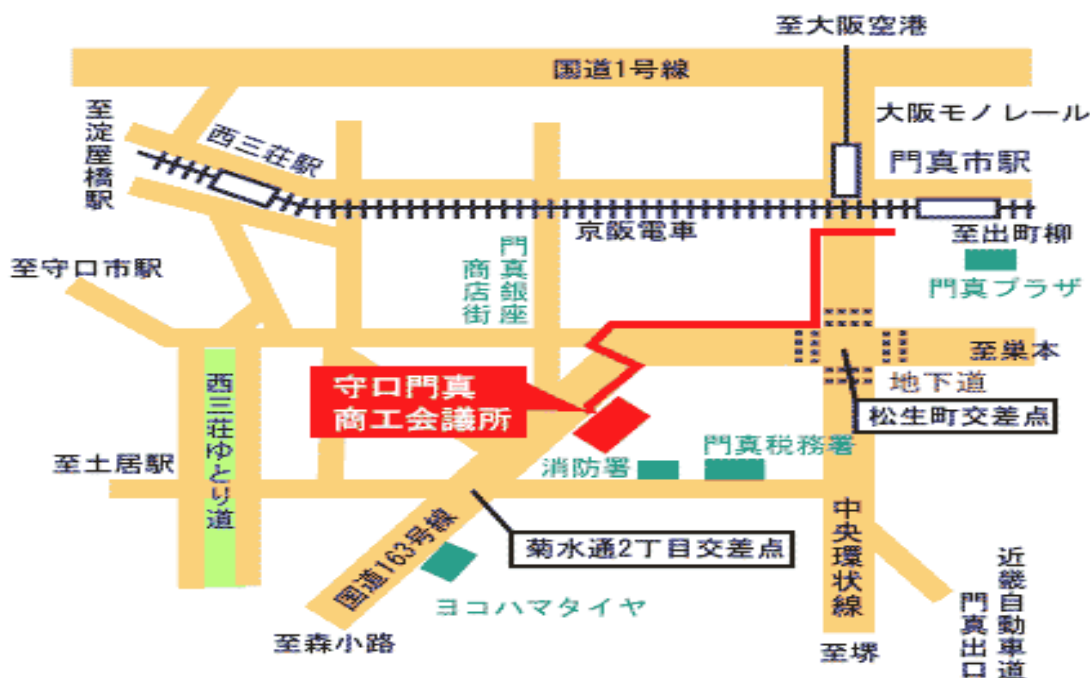 至大阪空港
国道1号線
大阪モノレール
至淀屋橋駅
西三荘駅
門真市駅
京阪電車
至出町柳
門真プラザ
至守口市駅
門真銀座
商店街
至巣本
地下道
松生町交差点
守口門真
商工会議所
西三荘ゆとり道
至土居駅
消防署
門真税務署
菊水通2丁目交差点
国道163号線
中央環状線
ヨコハマタイヤ
至森小路
至堺
近畿自動車道
門真出口